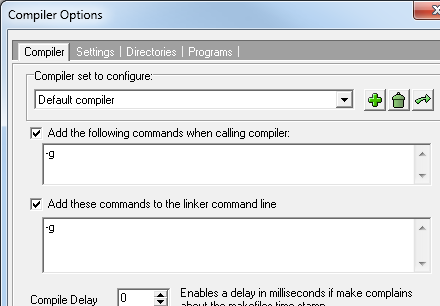 Compiler Options
Compiler | Settings | Directories | Programs |
Compiler set to configure:
Default compiler
Add the following commands when calling compiler:
-g
Add these commands to the linker command line
-g
Compile Delay 0 Enables a delay in milliseconds if make complains
about the makefiles time stamp